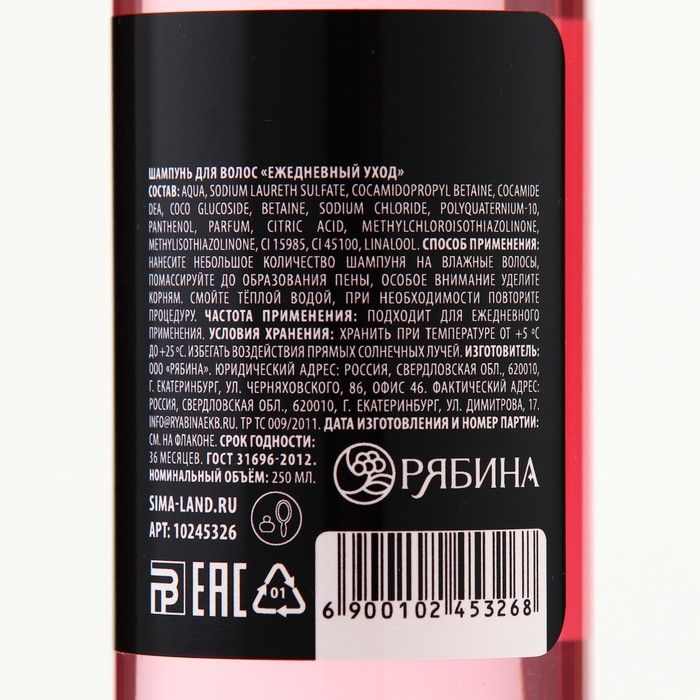 ШАМПУНЬ ДЛЯ ВОЛОС «ЕЖЕДНЕВНЫЙ УХОД»
СОСТАВ: AQUA, SODIUM LAURETH SULFATE, COCAMIDOPROPYL BETAINE, COCAMIDE
DEA, COCO GLUCOSIDE, BETAINE, SODIUM CHLORIDE, POLYQUATERNIUM-10,
PANTHENOL, PARFUM, CITRIC ACID, METHYLCHLOROISOTHIAZOLINONE,
METHYLISOTHIAZOLINONE, CI 15985, CI 45100, LINALOOL. СПОСОБ ПРИМЕНЕНИЯ:
НАНЕСИТЕ НЕБОЛЬШОЕ КОЛИЧЕСТВО ШАМПУНЯ НА ВЛАЖНЫЕ ВОЛОСЫ,
ПОМАССИРУЙТЕ ДО ОБРАЗОВАНИЯ ПЕНЫ, ОСОБОЕ ВНИМАНИЕ УДЕЛИТЕ
КОРНЯМ. СМОЙТЕ ТЁПЛОЙ ВОДОЙ, ПРИ НЕОБХОДИМОСТИ ПОВТОРИТЕ
ПРОЦЕДУРУ. ЧАСТОТА ПРИМЕНЕНИЯ: ПОДХОДИТ ДЛЯ ЕЖЕДНЕВНОГО
ПРИМЕНЕНИЯ. УСЛОВИЯ ХРАНЕНИЯ: ХРАНИТЬ ПРИ ТЕМПЕРАТУРЕ ОТ +5 ºС
ДО +25 ºС. ИЗБЕГАТЬ ВОЗДЕЙСТВИЯ ПРЯМЫХ СОЛНЕЧНЫХ ЛУЧЕЙ. ИЗГОТОВИТЕЛЬ:
ООО «РЯБИНА». ЮРИДИЧЕСКИЙ АДРЕС: РОССИЯ, СВЕРДЛОВСКАЯ ОБЛ., 620010,
Г. ЕКАТЕРИНБУРГ, УЛ. ЧЕРНЯХОВСКОГО, 86, ОФИС 46. ФАКТИЧЕСКИЙ АДРЕС:
РОССИЯ, СВЕРДЛОВСКАЯ ОБЛ., 620010, Г. ЕКАТЕРИНБУРГ, УЛ. ДИМИТРОВА, 17.
INFO@RYABINAEKB.RU ТР ТС 009/2011. ДАТА ИЗГОТОВЛЕНИЯ И НОМЕР ПАРТИИ:
СМ. НА ФЛАКОНЕ. СРОК ГОДНОСТИ:
36 МЕСЯЦЕВ. ГОСТ 31696-2012.
НОМИНАЛЬНЫЙ ОБЪЁМ: 250 МЛ.
РЯБИНА
SIMA-LAND.RU
АРТ: 10245326
EAC
01
6 900102 453268